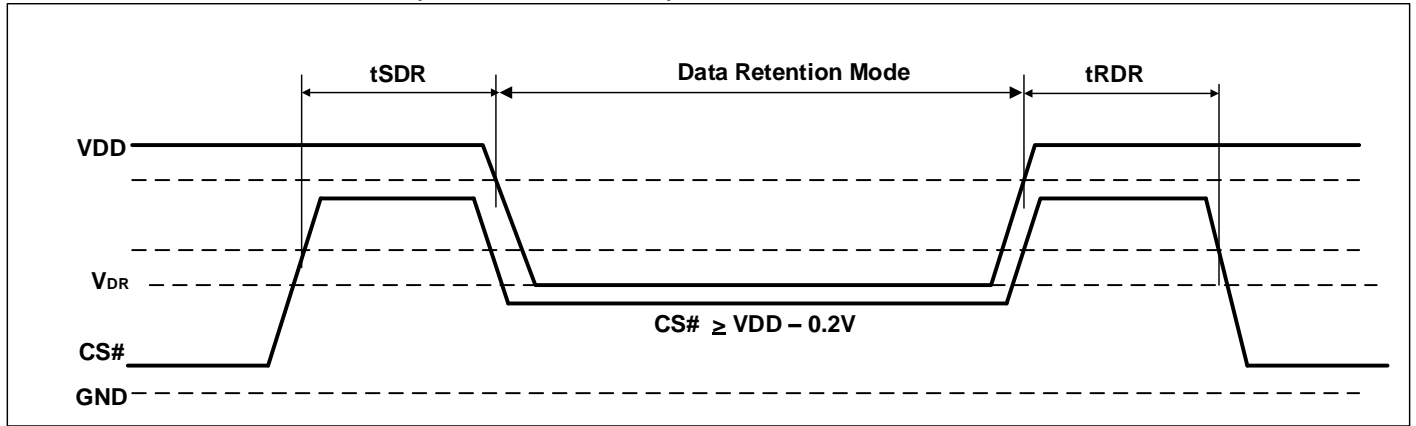 tSDR
Data Retention Mode
tRDR
VDD
VDR
CS# ≥ VDD – 0.2V
CS#
GND